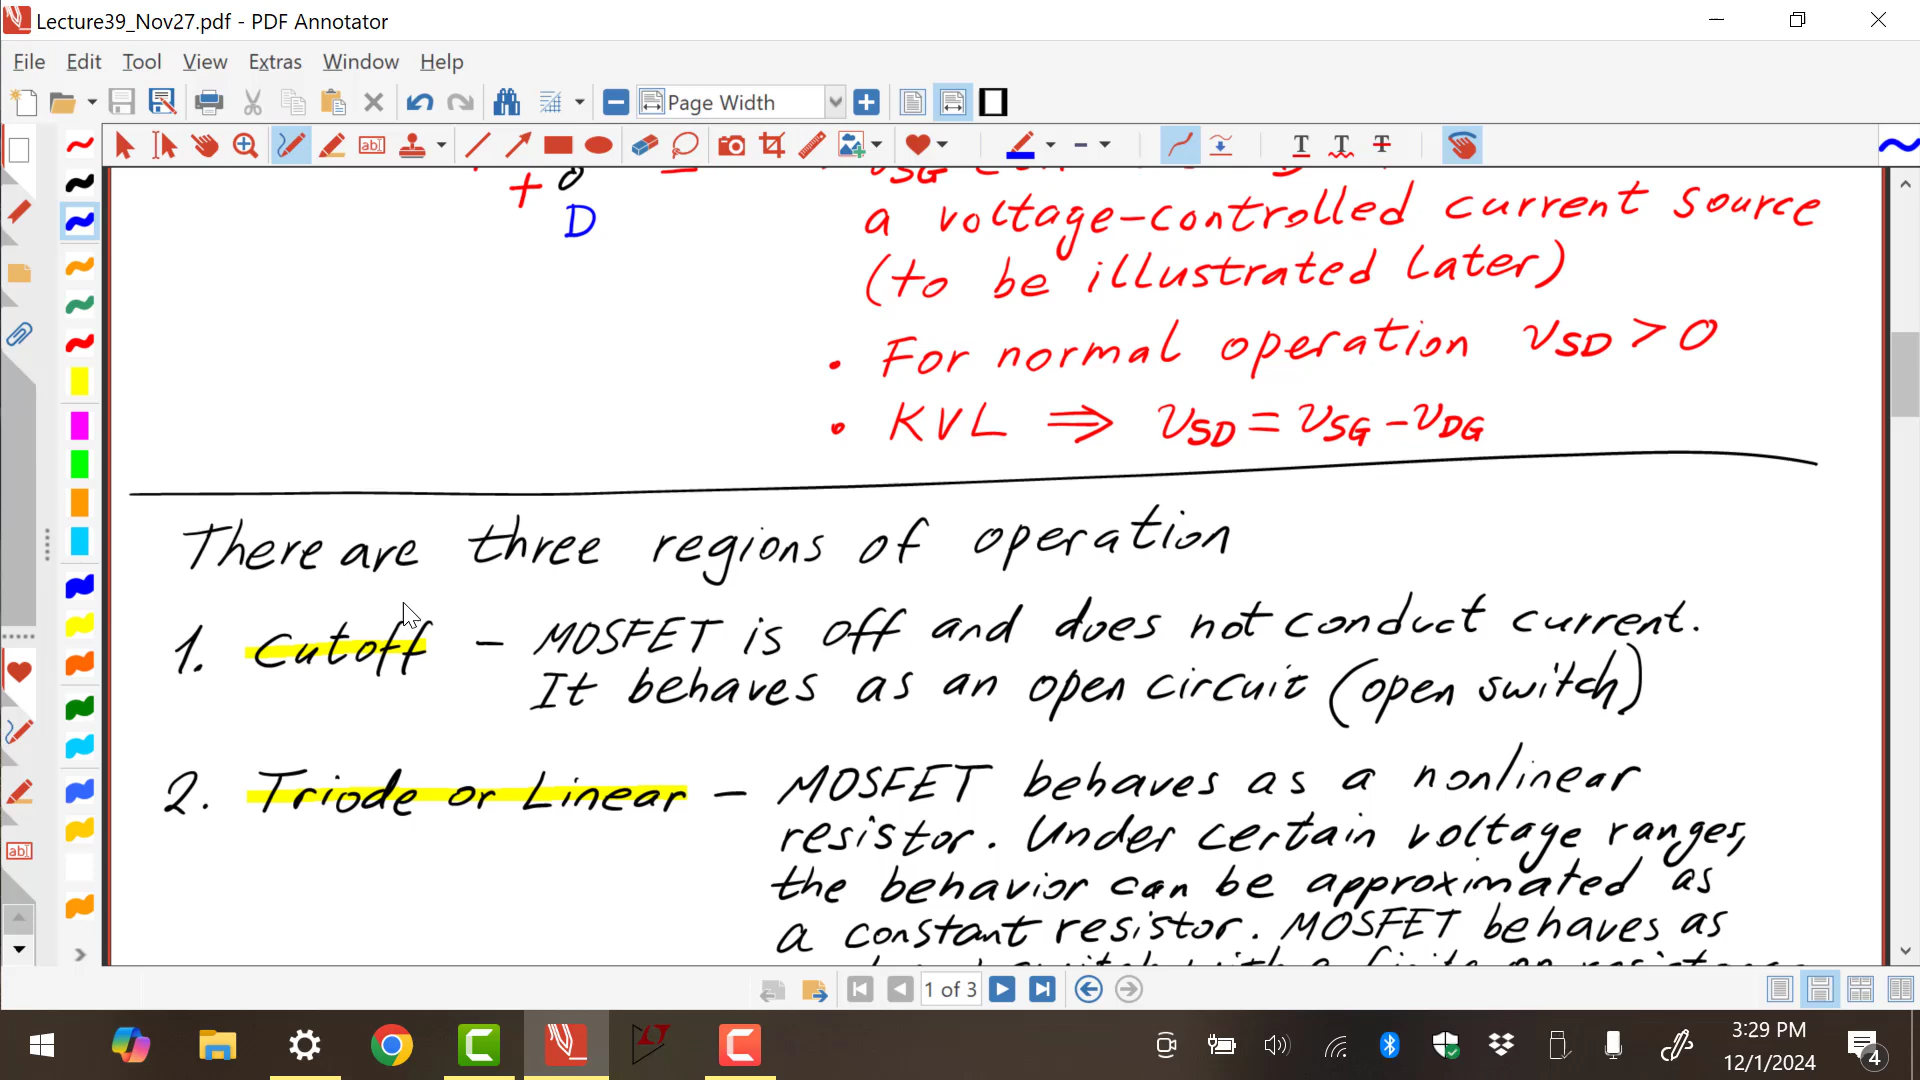 Lecture39_Nov27.pdf - PDF Annotator
File Edit Tool View Extras Window Help
Page Width
+
D
a voltage-controlled current source
(to be illustrated later)
• For normal operation vSD > 0
• KVL ⇒ vSD = vSG - vDG
There are three regions of operation
1. Cutoff - MOSFET is off and does not conduct current.
It behaves as an open circuit (open switch)
2. Triode or Linear - MOSFET behaves as a nonlinear
resistor. Under certain voltage ranges,
the behavior can be approximated as
a constant resistor. MOSFET behaves as
1 of 3
3:29 PM
12/1/2024
4